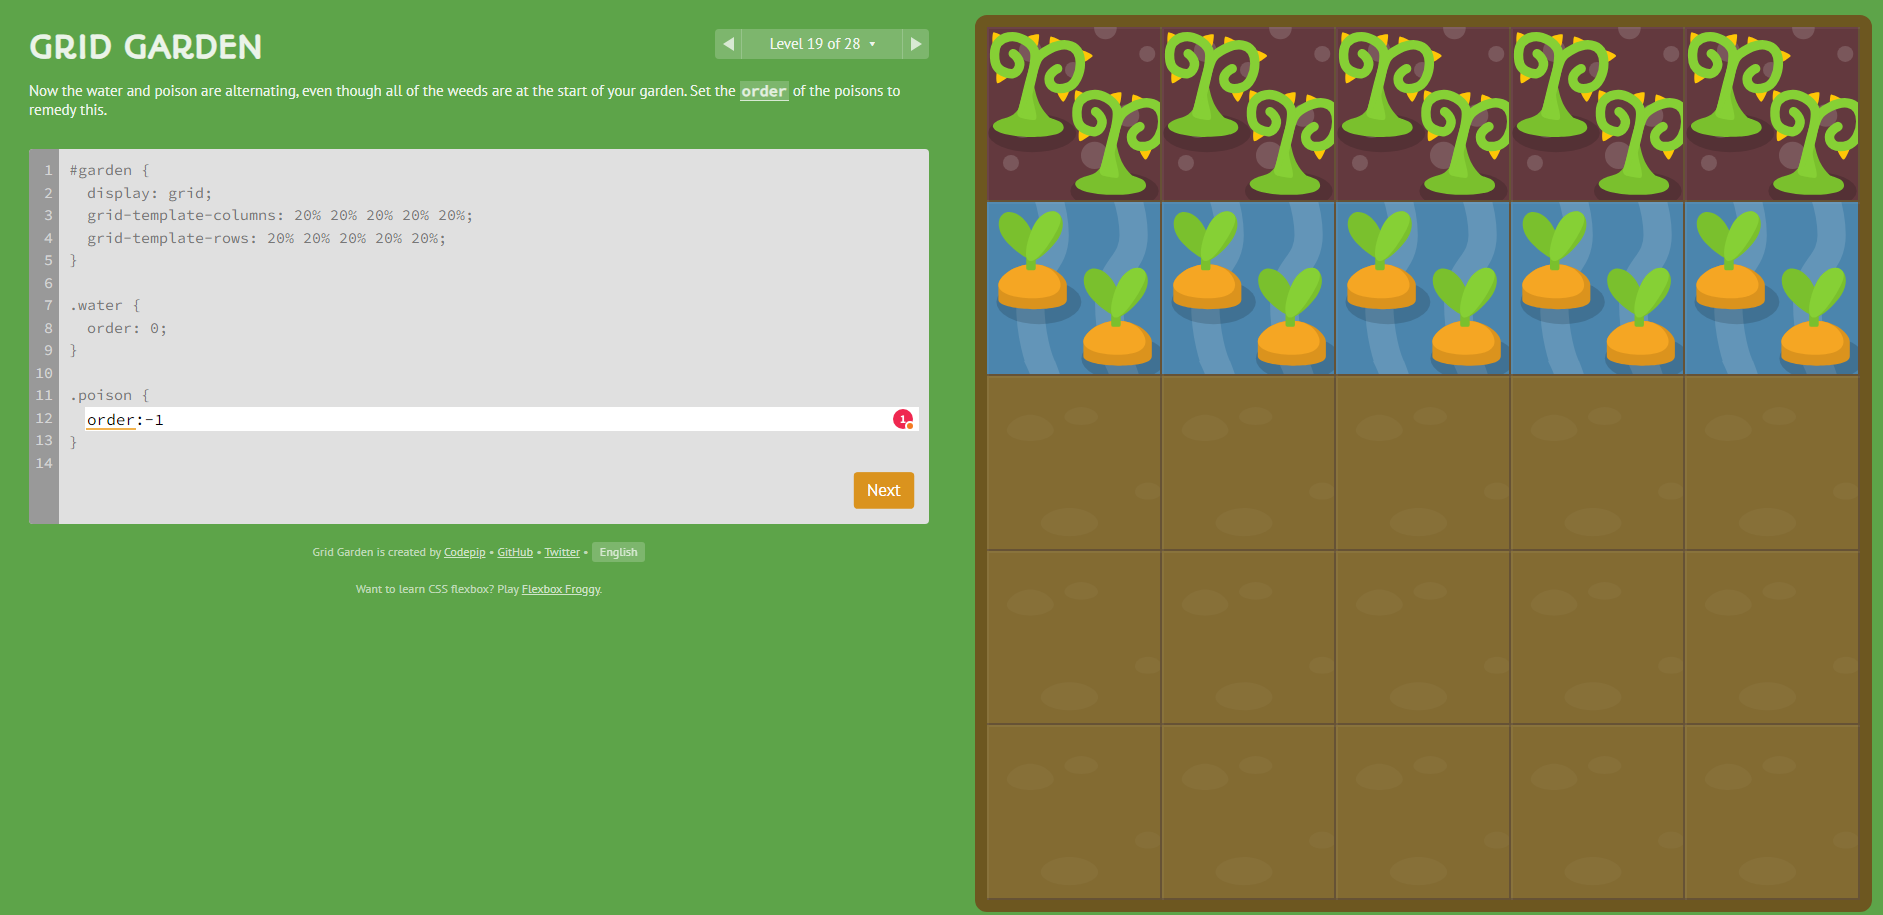 GRID GARDEN
Level 19 of 28
Now the water and poison are alternating, even though all of the weeds are at the start of your garden. Set the order of the poisons to
remedy this.
1 #garden {
2 display: grid;
3 grid-template-columns: 20% 20% 20% 20% 20%;
4 grid-template-rows: 20% 20% 20% 20% 20%;
5 }
6
7 .water {
8 order: 0;
9 }
10
11 .poison {
12 order:-1 1
13 }
14
Next
Grid Garden is created by Codepip • GitHub • Twitter • English
Want to learn CSS flexbox? Play Flexbox Froggy.